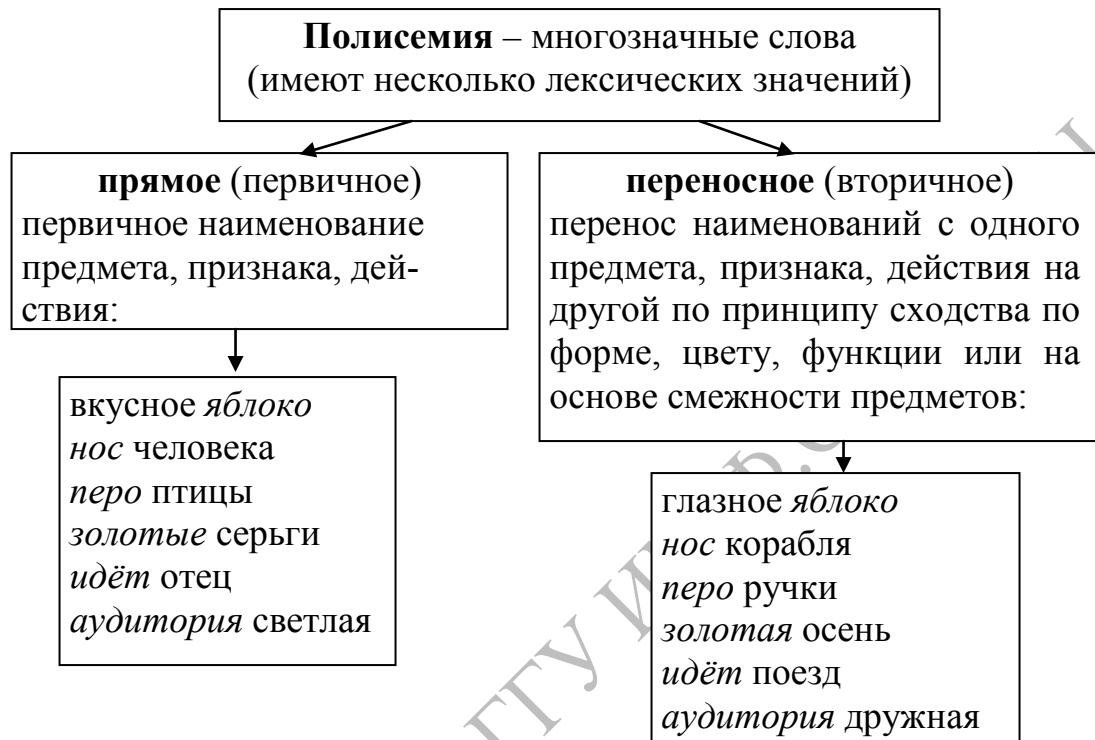 Полисемия – многозначные слова
(имеют несколько лексических значений)
прямое (первичное)
первичное наименование
предмета, признака, дей-
ствия:
вкусное яблоко
нос человека
перо птицы
золотые серьги
идёт отец
аудитория светлая
переносное (вторичное)
перенос наименований с одного
предмета, признака, действия на
другой по принципу сходства по
форме, цвету, функции или на
основе смежности предметов:
глазное яблоко
нос корабля
перо ручки
золотая осень
идёт поезд
аудитория дружная